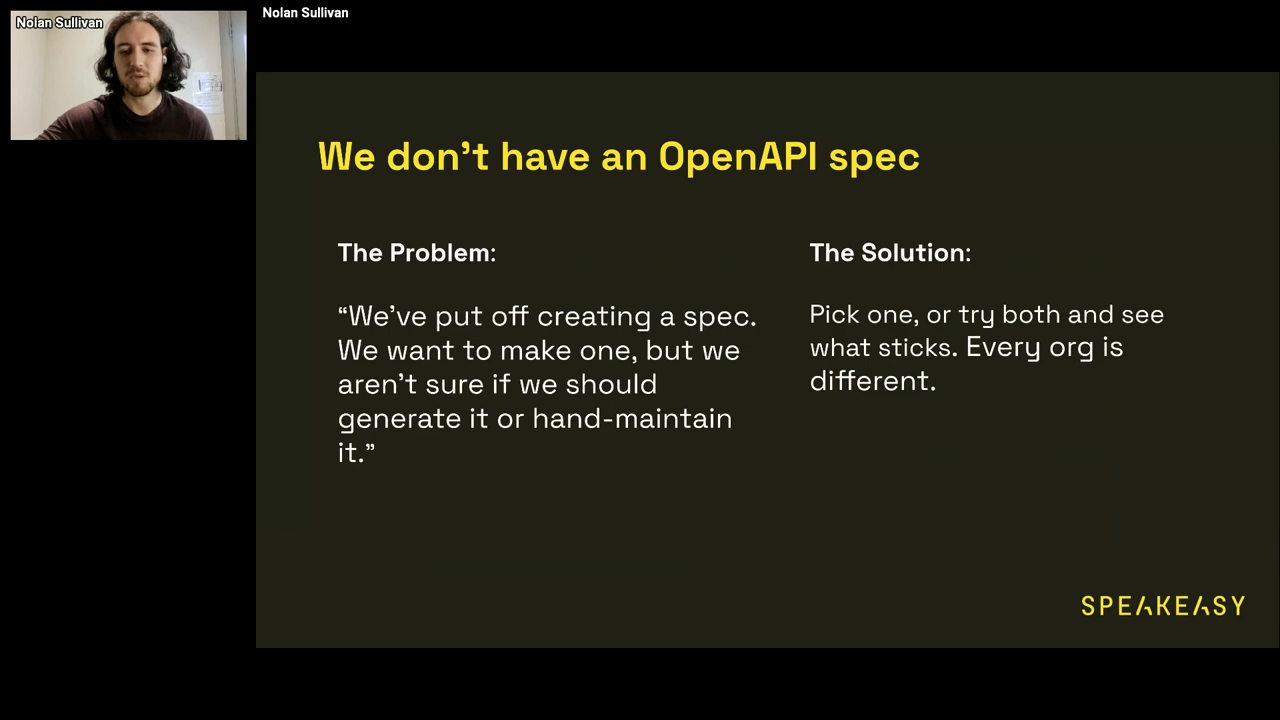 Nolan Sullivan
Nolan Sullivan
We don’t have an OpenAPI spec
The Problem:
“We’ve put off creating a spec.
We want to make one, but we
aren’t sure if we should
generate it or hand-maintain
it.”
The Solution:
Pick one, or try both and see
what sticks. Every org is
different.
SPEAKEASY